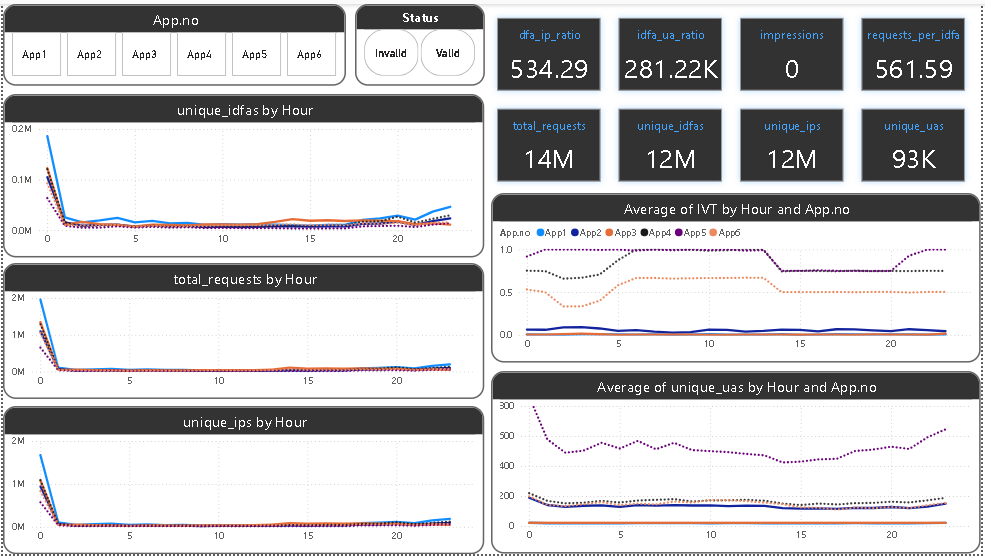 App.no
App1 App2 App3 App4 App5 App6
Status
Invalid Valid
dfa_ip_ratio
534.29
idfa_ua_ratio
281.22K
impressions
0
requests_per_idfa
561.59
total_requests
14M
unique_idfas
12M
unique_ips
12M
unique_uas
93K
unique_idfas by Hour
0.2M
0.1M
0.0M
0 5 10 15 20
total_requests by Hour
2M
1M
0M
0 5 10 15 20
unique_ips by Hour
2M
1M
0M
0 5 10 15 20
Average of IVT by Hour and App.no
App.no App1 App2 App3 App4 App5 App6
1.0
0.5
0.0
0 5 10 15 20
Average of unique_uas by Hour and App.no
600
400
200
0
0 5 10 15 20